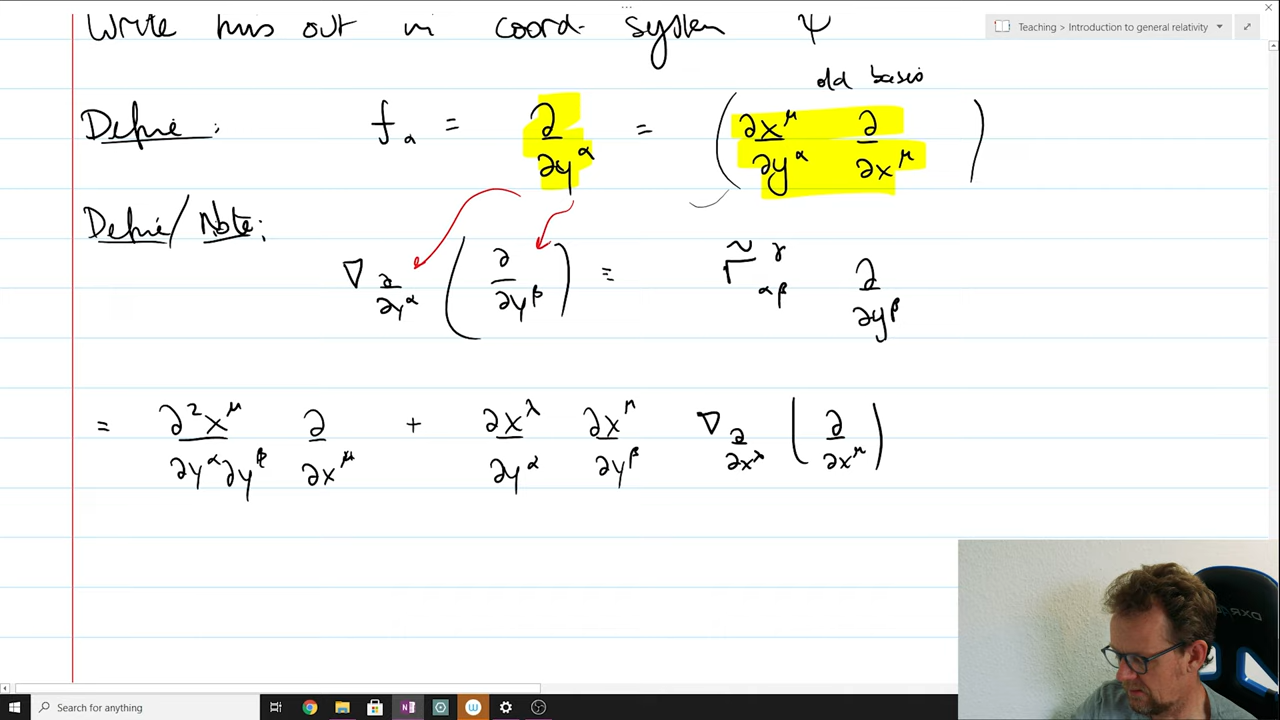 Write this out in coord. system ψ
Teaching > Introduction to general relativity
old basis
Define: f_α = ∂/∂y^α = (∂x^μ/∂y^α ∂/∂x^μ)
Define/Note:
∇_{∂/∂y^α} (∂/∂y^β) = Γ̃^γ_{αβ} ∂/∂y^β
= ∂²x^μ/∂y^α∂y^β ∂/∂x^μ + ∂x^λ/∂y^α ∂x^μ/∂y^β ∇_{∂/∂x^λ} (∂/∂x^μ)
DXR
Search for anything